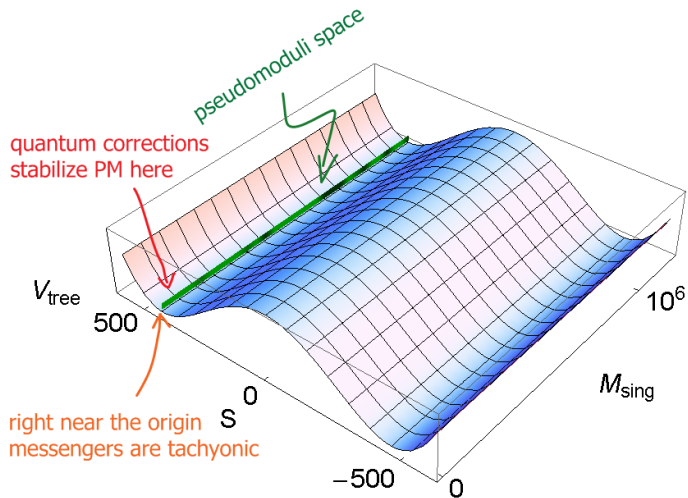 pseudomoduli space
quantum corrections
stabilize PM here
V_tree
500
10^6
M_sing
0
S
right near the origin
messengers are tachyonic
−500
0